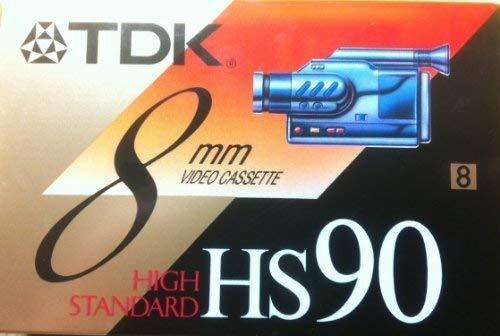 TDK®
8
mm
VIDEO CASSETTE
8
HIGH
STANDARD
HS90